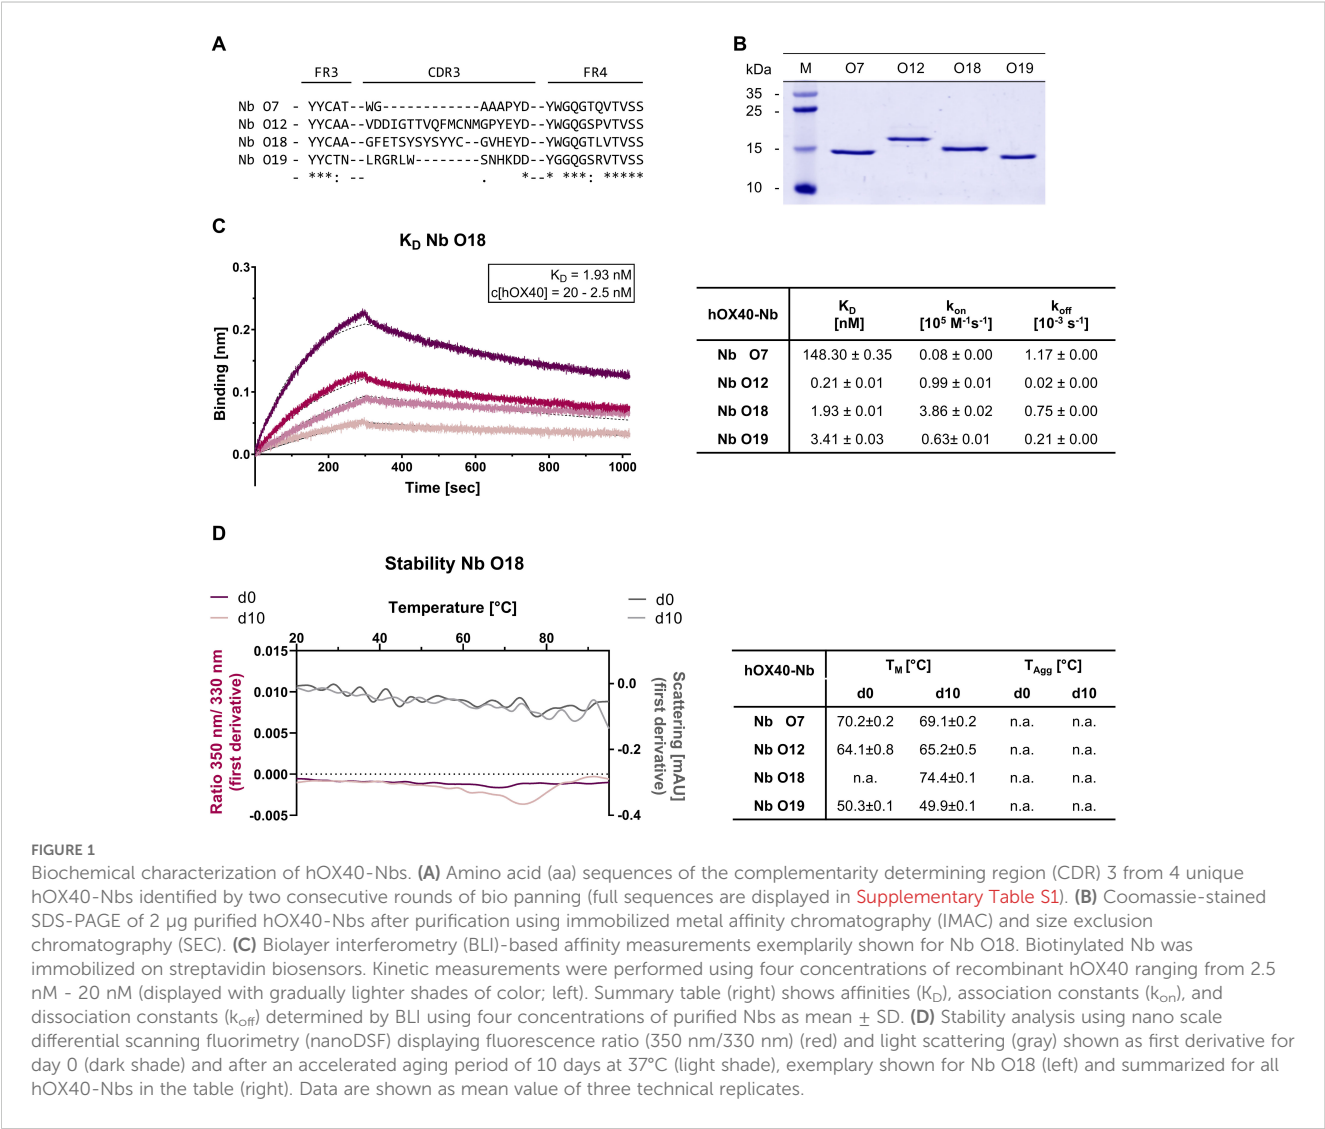 A
FR3 CDR3 FR4
Nb O7 - YYCAT--WG------------AAAPYD--YWGQGTQVTVSS
Nb O12 - YYCAA--VDDIGTTVQFMCNMGPYEYD--YWGQGSPVTVSS
Nb O18 - YYCAA--GFETSYSYSYYC--GVHEYD--YWGQGTLVTVSS
Nb O19 - YYCTN--LRGRLW--------SNHKDD--YGGQGSRVTVSS
- ***: -- . *--* ***: *****
B
kDa M O7 O12 O18 O19
35 -
25 -
15 -
10 -
C
K_D Nb O18
K_D = 1.93 nM
c[hOX40] = 20 - 2.5 nM
Binding [nm]
0.3
0.2
0.1
0.0
200 400 600 800 1000
Time [sec]
hOX40-Nb K_D [nM] k_on [10⁵ M⁻¹s⁻¹] k_off [10⁻³ s⁻¹]
Nb O7 148.30 ± 0.35 0.08 ± 0.00 1.17 ± 0.00
Nb O12 0.21 ± 0.01 0.99 ± 0.01 0.02 ± 0.00
Nb O18 1.93 ± 0.01 3.86 ± 0.02 0.75 ± 0.00
Nb O19 3.41 ± 0.03 0.63± 0.01 0.21 ± 0.00
D
Stability Nb O18
d0
d10
Temperature [°C]
d0
d10
20 40 60 80
Ratio 350 nm/ 330 nm
(first derivative)
0.015
0.010
0.005
0.000
-0.005
0.0
-0.2
-0.4
Scattering [mAU]
(first derivative)
hOX40-Nb T_M [°C] T_Agg [°C]
d0 d10 d0 d10
Nb O7 70.2±0.2 69.1±0.2 n.a. n.a.
Nb O12 64.1±0.8 65.2±0.5 n.a. n.a.
Nb O18 n.a. 74.4±0.1 n.a. n.a.
Nb O19 50.3±0.1 49.9±0.1 n.a. n.a.
FIGURE 1
Biochemical characterization of hOX40-Nbs. (A) Amino acid (aa) sequences of the complementarity determining region (CDR) 3 from 4 unique
hOX40-Nbs identified by two consecutive rounds of bio panning (full sequences are displayed in Supplementary Table S1). (B) Coomassie-stained
SDS-PAGE of 2 µg purified hOX40-Nbs after purification using immobilized metal affinity chromatography (IMAC) and size exclusion
chromatography (SEC). (C) Biolayer interferometry (BLI)-based affinity measurements exemplarily shown for Nb O18. Biotinylated Nb was
immobilized on streptavidin biosensors. Kinetic measurements were performed using four concentrations of recombinant hOX40 ranging from 2.5
nM - 20 nM (displayed with gradually lighter shades of color; left). Summary table (right) shows affinities (K_D), association constants (k_on), and
dissociation constants (k_off) determined by BLI using four concentrations of purified Nbs as mean ± SD. (D) Stability analysis using nano scale
differential scanning fluorimetry (nanoDSF) displaying fluorescence ratio (350 nm/330 nm) (red) and light scattering (gray) shown as first derivative for
day 0 (dark shade) and after an accelerated aging period of 10 days at 37°C (light shade), exemplary shown for Nb O18 (left) and summarized for all
hOX40-Nbs in the table (right). Data are shown as mean value of three technical replicates.